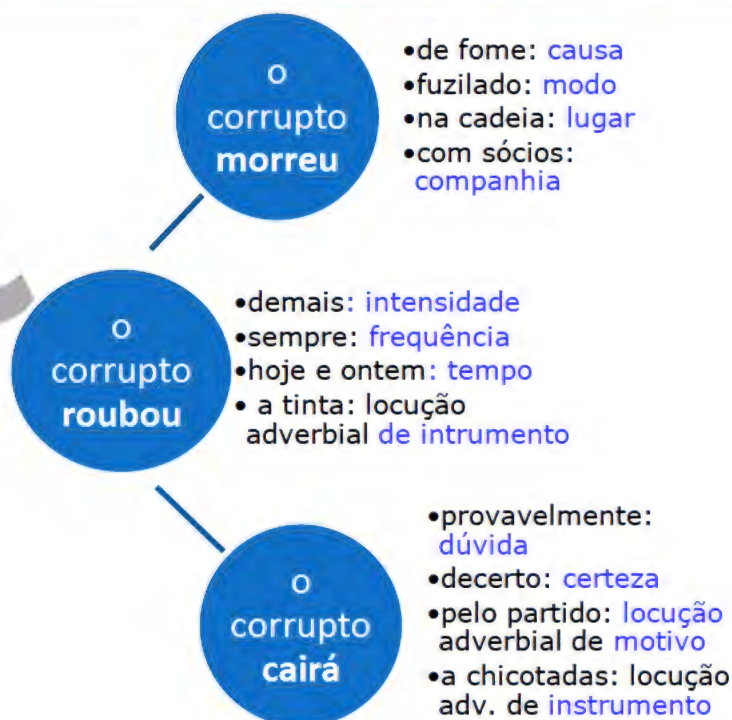 o
corrupto
morreu
•de fome: causa
•fuzilado: modo
•na cadeia: lugar
•com sócios:
companhia
o
corrupto
roubou
•demais: intensidade
•sempre: frequência
•hoje e ontem: tempo
• a tinta: locução
adverbial de intrumento
o
corrupto
cairá
•provavelmente:
dúvida
•decerto: certeza
•pelo partido: locução
adverbial de motivo
•a chicotadas: locução
adv. de instrumento